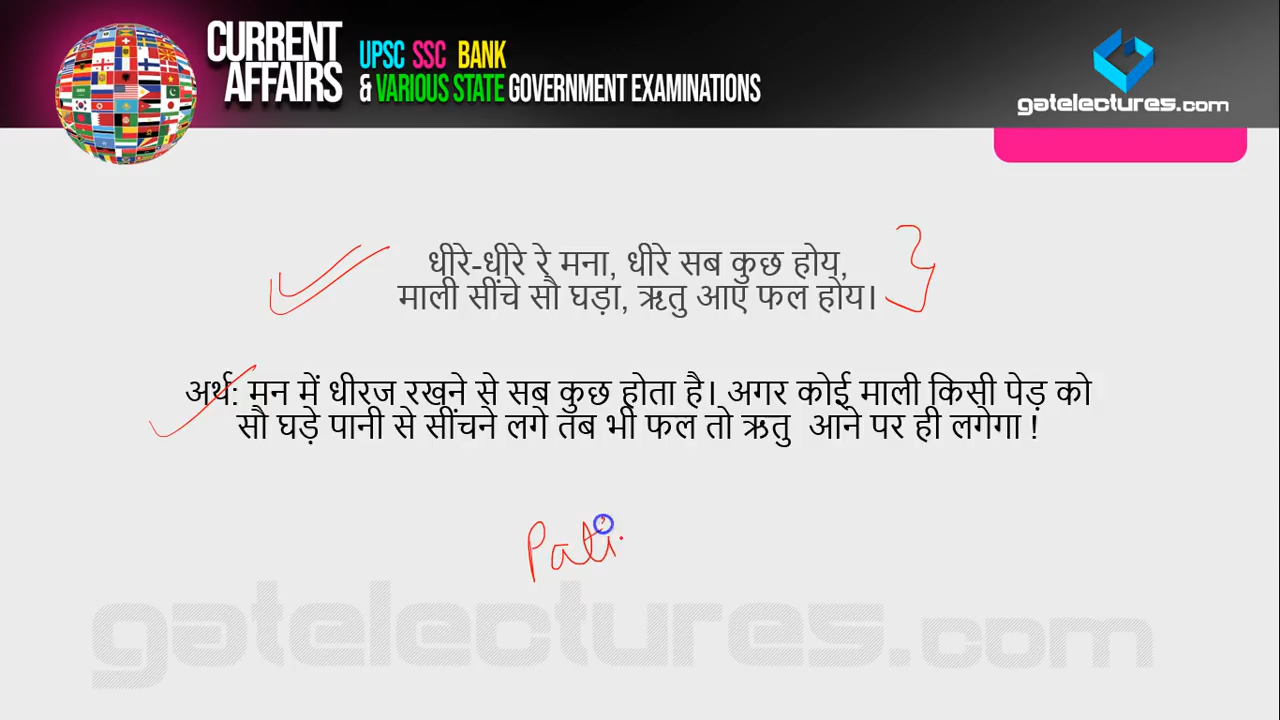 CURRENT
AFFAIRS
UPSC SSC BANK
& VARIOUS STATE GOVERNMENT EXAMINATIONS
gatelectures.com
धीरे-धीरे रे मना, धीरे सब कुछ होय,
माली सींचे सौ घड़ा, ऋतु आए फल होय।
अर्थ: मन में धीरज रखने से सब कुछ होता है। अगर कोई माली किसी पेड़ को
सौ घड़े पानी से सींचने लगे तब भी फल तो ऋतु आने पर ही लगेगा !
Pati
gatelectures.com